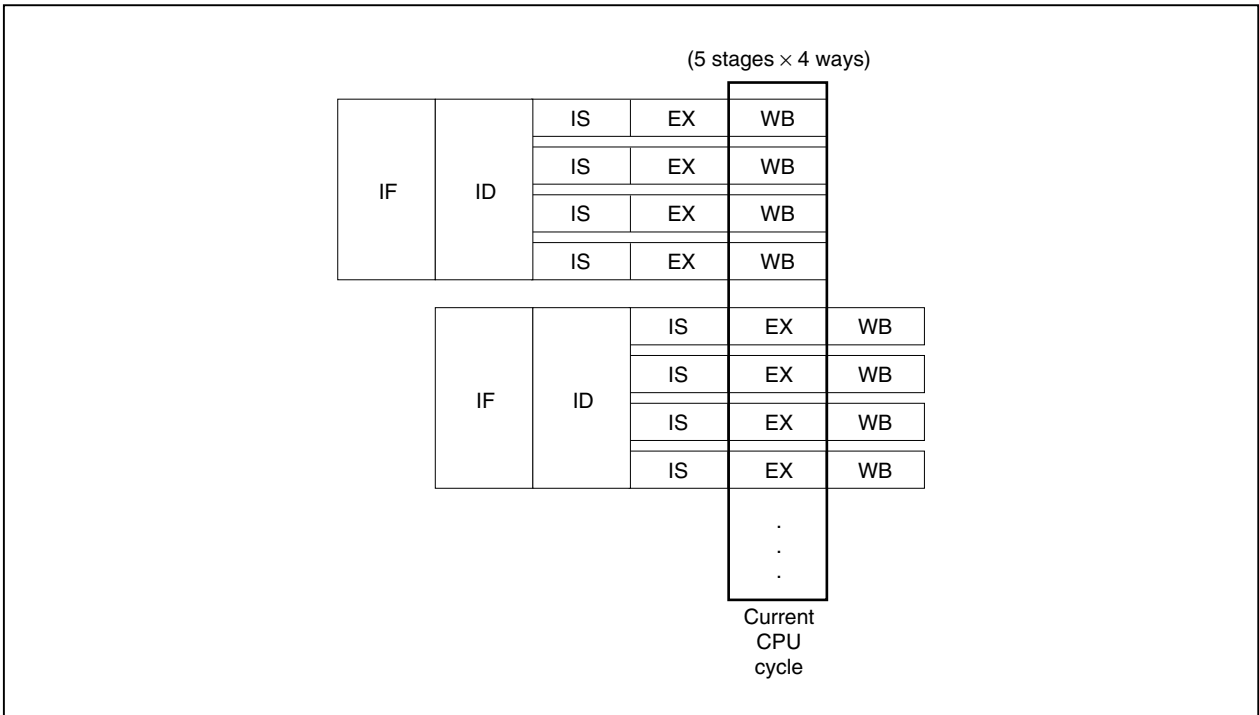 (5 stages × 4 ways)
IS EX WB
IS EX WB
IF ID
IS EX WB
IS EX WB
IS EX WB
IS EX WB
IF ID
IS EX WB
IS EX WB
.
.
.
Current
CPU
cycle